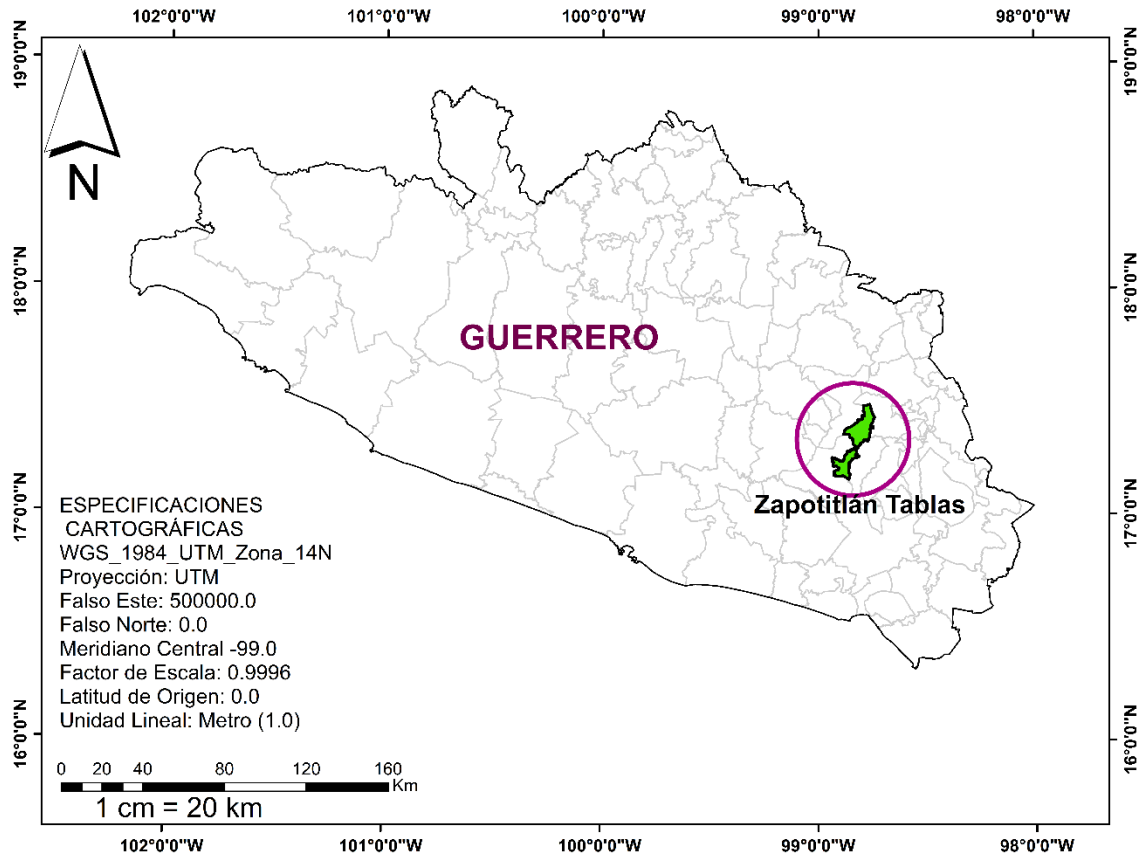 102°0'0"W 101°0'0"W 100°0'0"W 99°0'0"W 98°0'0"W
19°0'0"N 19°0'0"N
N
18°0'0"N 18°0'0"N
GUERRERO
Zapotitlán Tablas
17°0'0"N 17°0'0"N
ESPECIFICACIONES
CARTOGRÁFICAS
WGS_1984_UTM_Zona_14N
Proyección: UTM
Falso Este: 500000.0
Falso Norte: 0.0
Meridiano Central -99.0
Factor de Escala: 0.9996
Latitud de Origen: 0.0
Unidad Lineal: Metro (1.0)
16°0'0"N 16°0'0"N
0 20 40 80 120 160
Km
1 cm = 20 km
102°0'0"W 101°0'0"W 100°0'0"W 99°0'0"W 98°0'0"W